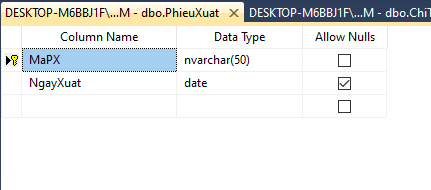 DESKTOP-M6BBJ1F\...M - dbo.PhieuXuat DESKTOP-M6BBJ1F\...M - dbo.ChiT
Column Name Data Type Allow Nulls
MaPX nvarchar(50)
NgayXuat date